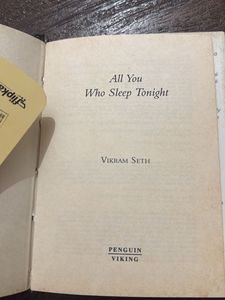 All You
Who Sleep Tonight
VIKRAM SETH
PENGUIN
VIKING